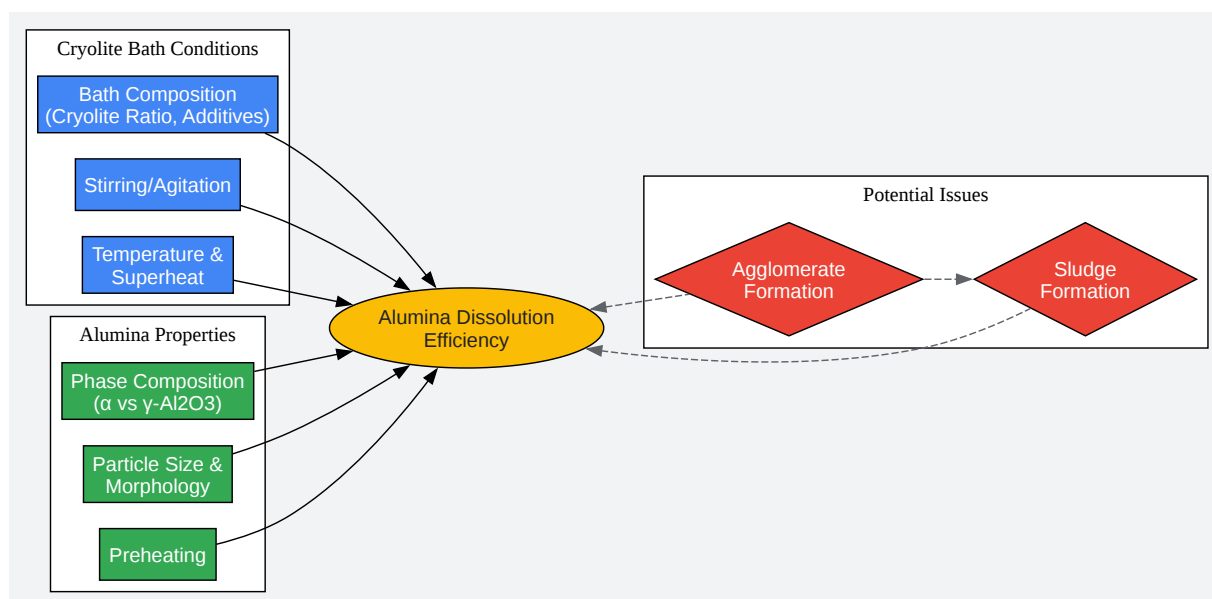 Cryolite Bath Conditions
Bath Composition
(Cryolite Ratio, Additives)
Stirring/Agitation
Temperature &
Superheat
Alumina Properties
Phase Composition
(α vs γ-Al2O3)
Particle Size &
Morphology
Preheating
Alumina Dissolution
Efficiency
Potential Issues
Agglomerate
Formation
Sludge
Formation